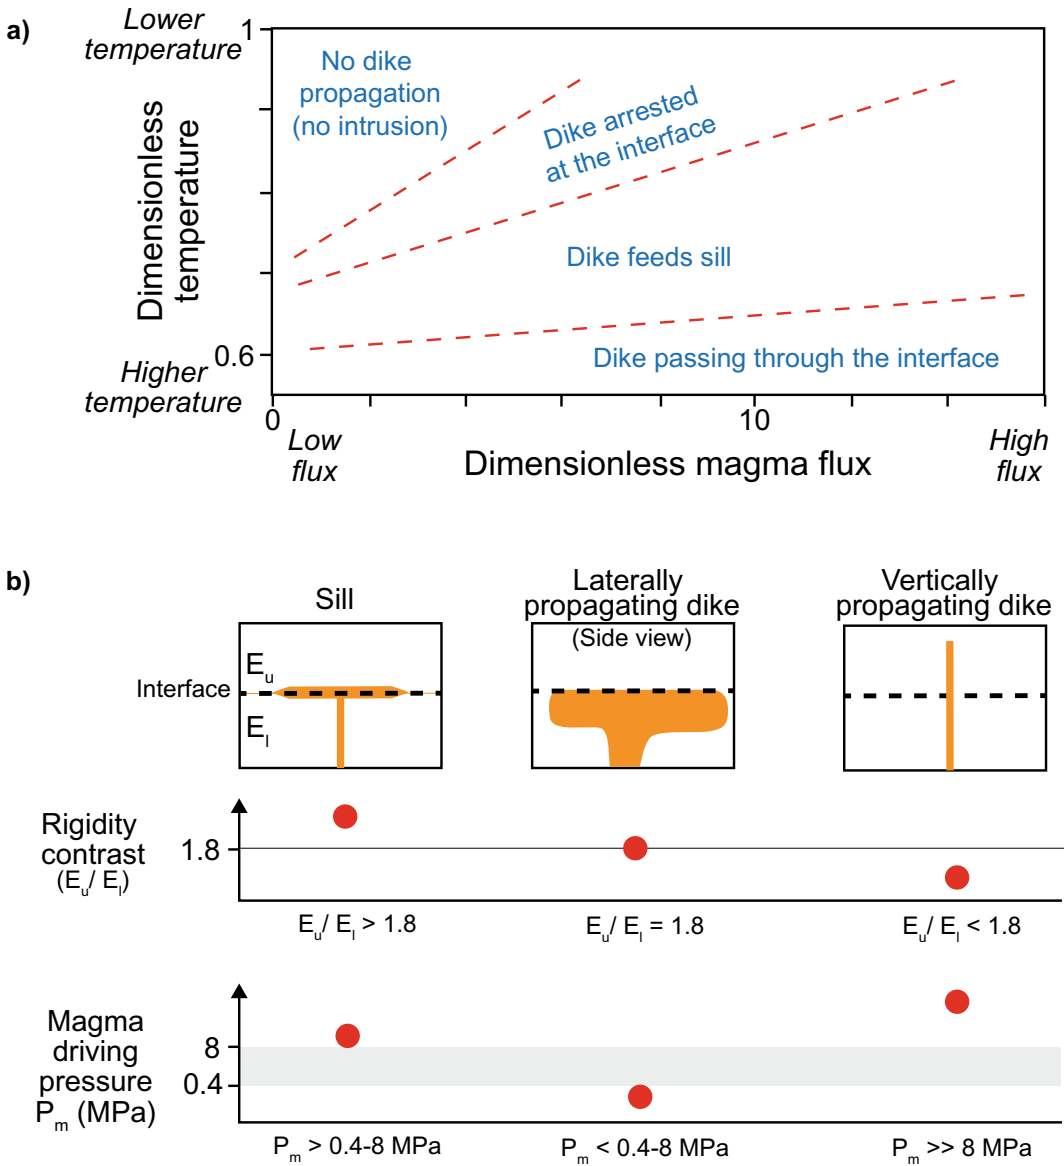 a)
Lower
temperature
1
No dike
propagation
(no intrusion)
Dike arrested
at the interface
Dimensionless
temperature
Dike feeds sill
0.6
Dike passing through the interface
Higher
temperature
0
10
Low
flux
Dimensionless magma flux
High
flux
b)
Sill
Laterally
propagating dike
(Side view)
Vertically
propagating dike
E_u
Interface
E_l
Rigidity
contrast
(E_u/ E_l)
1.8
E_u/ E_l > 1.8
E_u/ E_l = 1.8
E_u/ E_l < 1.8
Magma
driving
pressure
P_m (MPa)
8
0.4
P_m > 0.4-8 MPa
P_m < 0.4-8 MPa
P_m >> 8 MPa